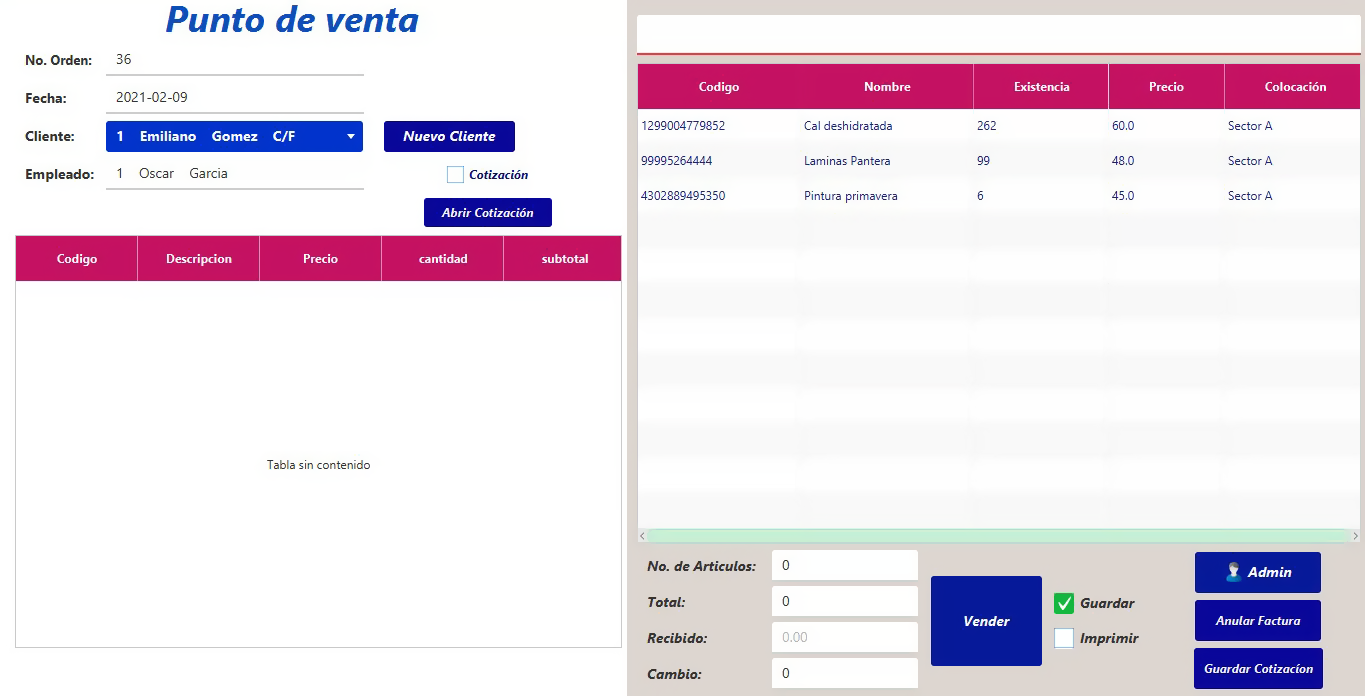 Punto de venta
No. Orden: 36
Fecha: 2021-02-09
Cliente: 1 Emiliano Gomez C/F Nuevo Cliente
Empleado: 1 Oscar Garcia Cotización
Abrir Cotización
Codigo Descripcion Precio cantidad subtotal
Tabla sin contenido
Codigo Nombre Existencia Precio Colocación
1299004779852 Cal deshidratada 262 60.0 Sector A
99995264444 Laminas Pantera 99 48.0 Sector A
4302889495350 Pintura primavera 6 45.0 Sector A
No. de Articulos: 0
Total: 0
Recibido: 0.00
Cambio: 0
Vender
Guardar
Imprimir
Admin
Anular Factura
Guardar Cotizacíon